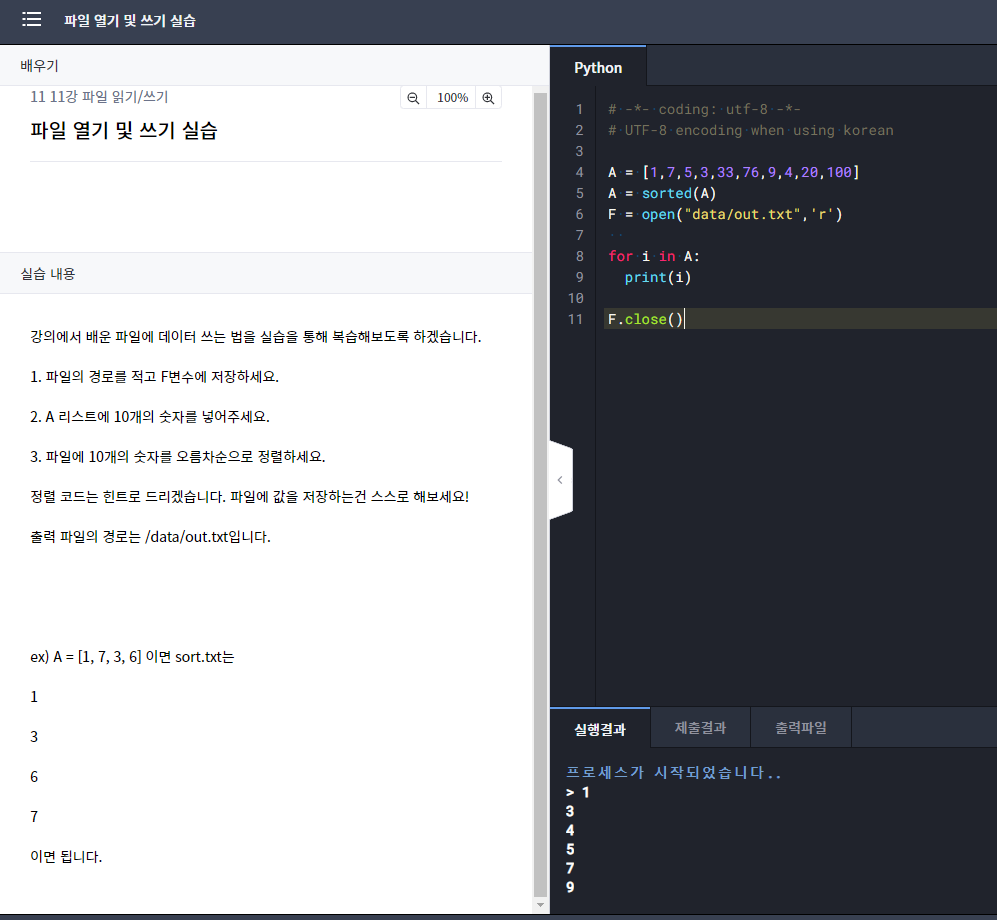 파일 열기 및 쓰기 실습
배우기
11 11강 파일 읽기/쓰기
100%
파일 열기 및 쓰기 실습
실습 내용
강의에서 배운 파일에 데이터 쓰는 법을 실습을 통해 복습해보도록 하겠습니다.
1. 파일의 경로를 적고 F변수에 저장하세요.
2. A 리스트에 10개의 숫자를 넣어주세요.
3. 파일에 10개의 숫자를 오름차순으로 정렬하세요.
정렬 코드는 힌트로 드리겠습니다. 파일에 값을 저장하는건 스스로 해보세요!
출력 파일의 경로는 /data/out.txt입니다.
ex) A = [1, 7, 3, 6] 이면 sort.txt는
1
3
6
7
이면 됩니다.
Python
1 # -*- coding: utf-8 -*-
2 # UTF-8 encoding when using korean
3
4 A = [1,7,5,3,33,76,9,4,20,100]
5 A = sorted(A)
6 F = open("data/out.txt",'r')
7
8 for i in A:
9   print(i)
10
11 F.close()
실행결과 제출결과 출력파일
프로세스가 시작되었습니다..
> 1
3
4
5
7
9